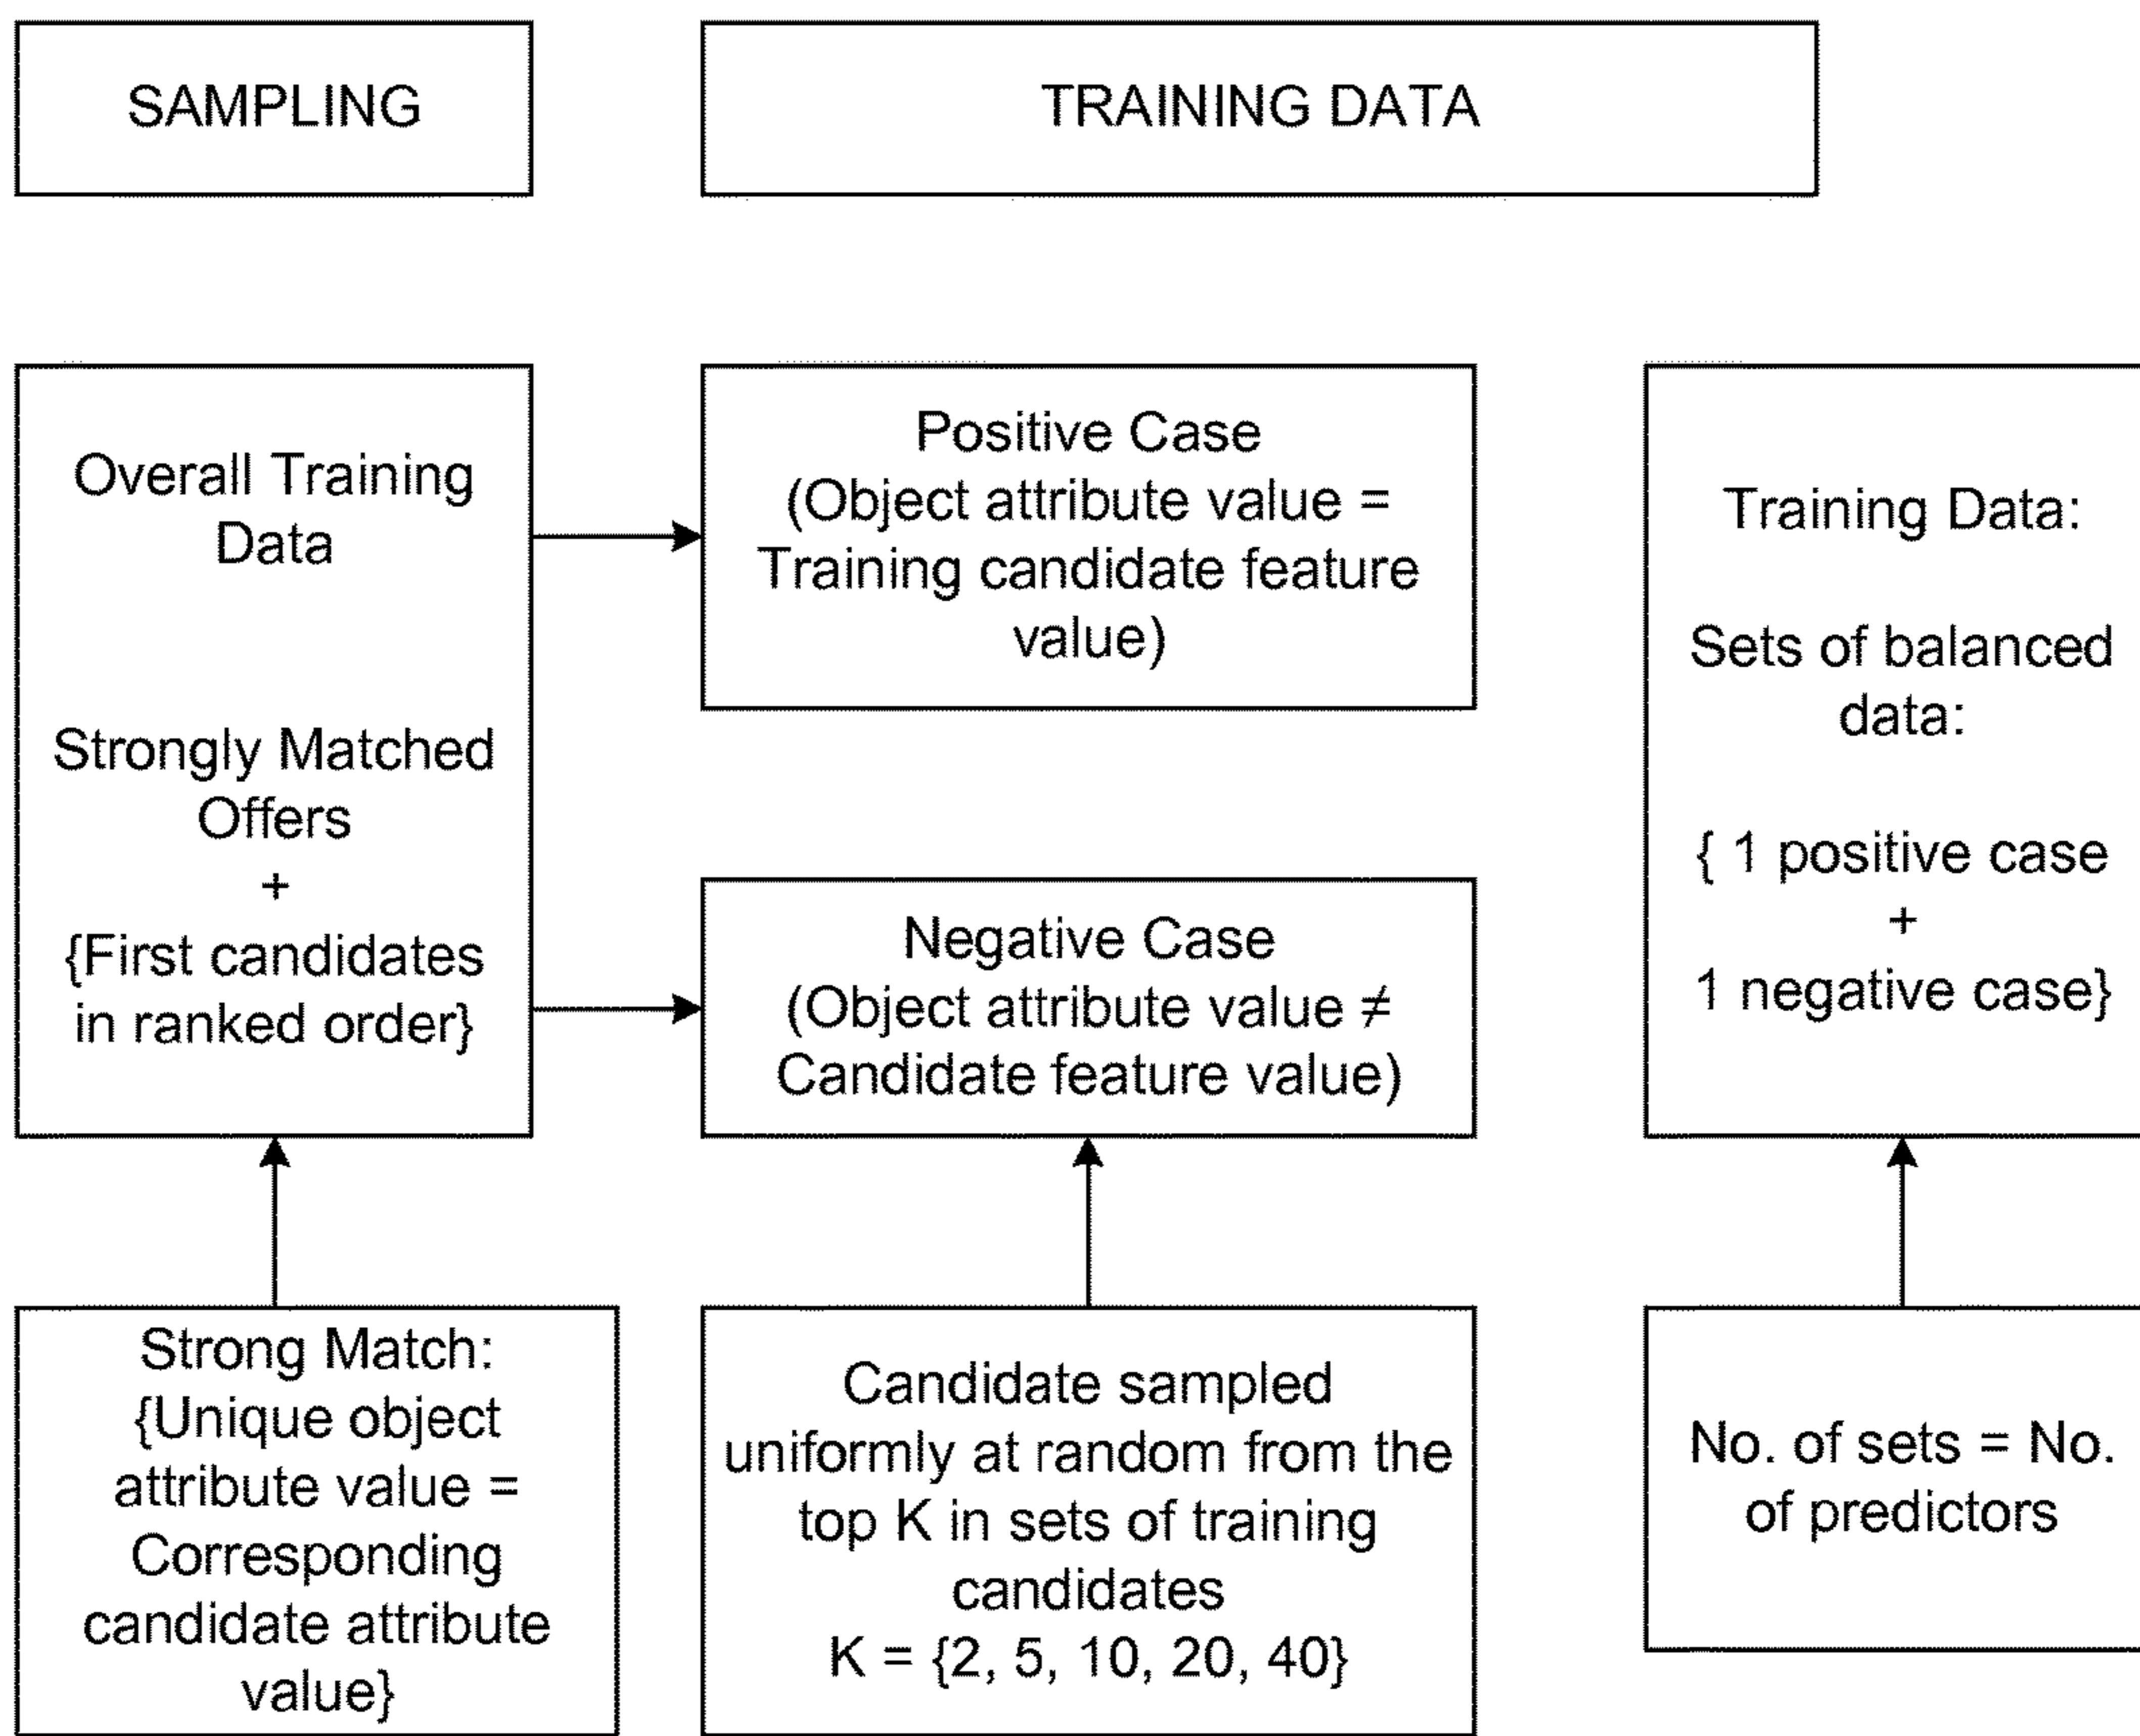 SAMPLING
TRAINING DATA
Overall Training
Data
Strongly Matched
Offers
+
{First candidates
in ranked order}
Positive Case
(Object attribute value =
Training candidate feature
value)
Negative Case
(Object attribute value ≠
Candidate feature value)
Training Data:
Sets of balanced
data:
{ 1 positive case
+
1 negative case}
Strong Match:
{Unique object
attribute value =
Corresponding
candidate attribute
value}
Candidate sampled
uniformly at random from the
top K in sets of training
candidates
K = {2, 5, 10, 20, 40}
No. of sets = No.
of predictors